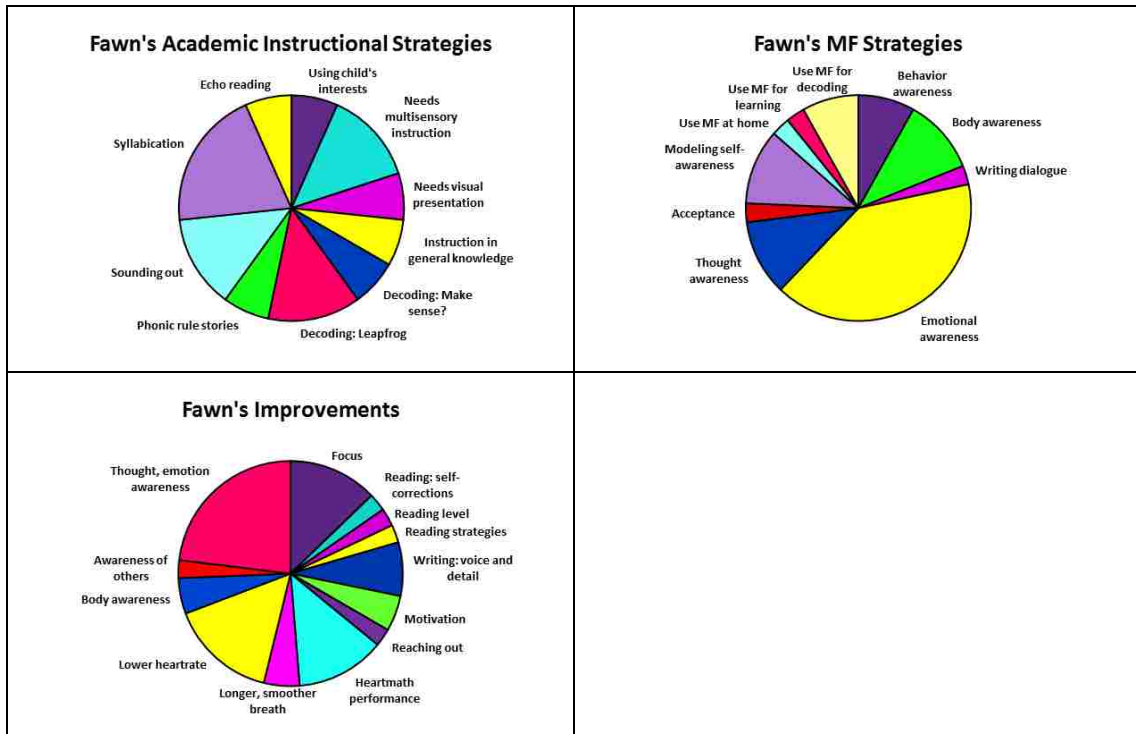 Fawn's Academic Instructional Strategies
Echo reading
Using child's
interests
Needs
multisensory
instruction
Needs visual
presentation
Instruction in
general knowledge
Decoding: Make
sense?
Decoding: Leapfrog
Phonic rule stories
Sounding out
Syllabication
Fawn's MF Strategies
Use MF for
decoding
Behavior
awareness
Body awareness
Writing dialogue
Emotional
awareness
Thought
awareness
Acceptance
Modeling self-
awareness
Use MF at home
Use MF for
learning
Fawn's Improvements
Focus
Reading: self-
corrections
Reading level
Reading strategies
Writing: voice and
detail
Motivation
Reaching out
Heartmath
performance
Longer, smoother
breath
Lower heartrate
Body awareness
Awareness of
others
Thought, emotion
awareness